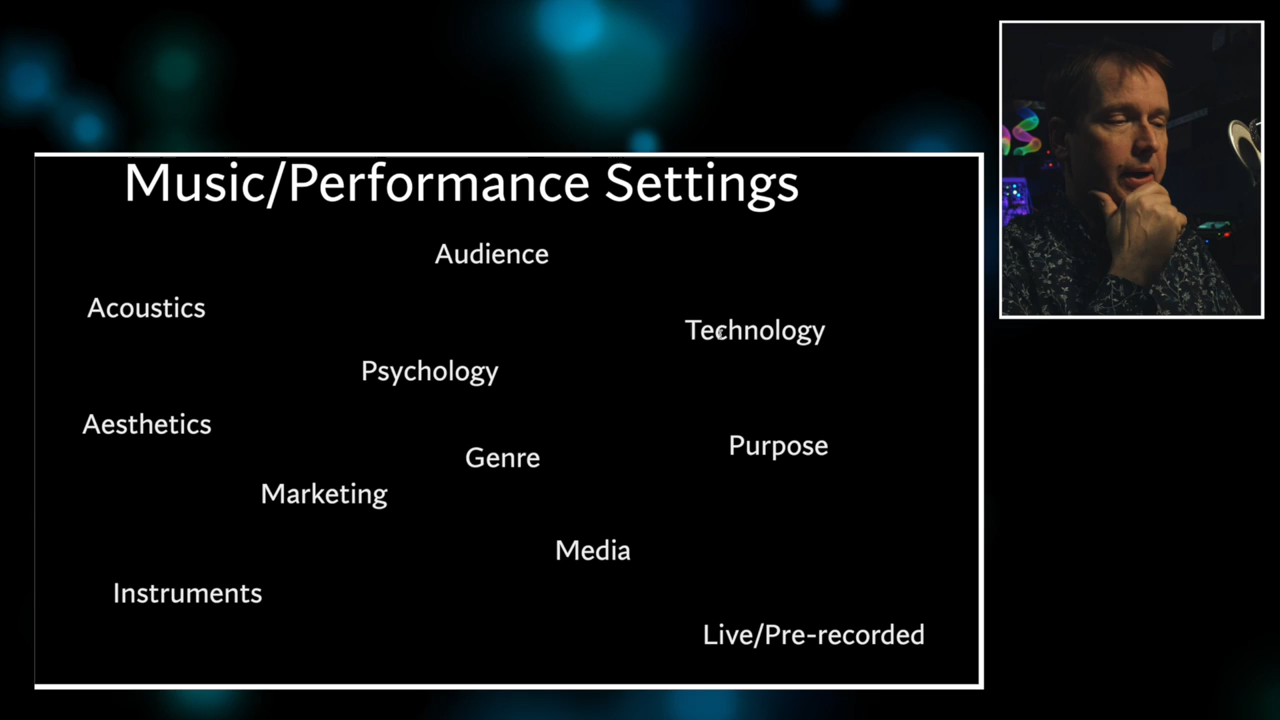 Music/Performance Settings
Audience
Acoustics
Technology
Psychology
Aesthetics
Purpose
Genre
Marketing
Media
Instruments
Live/Pre-recorded